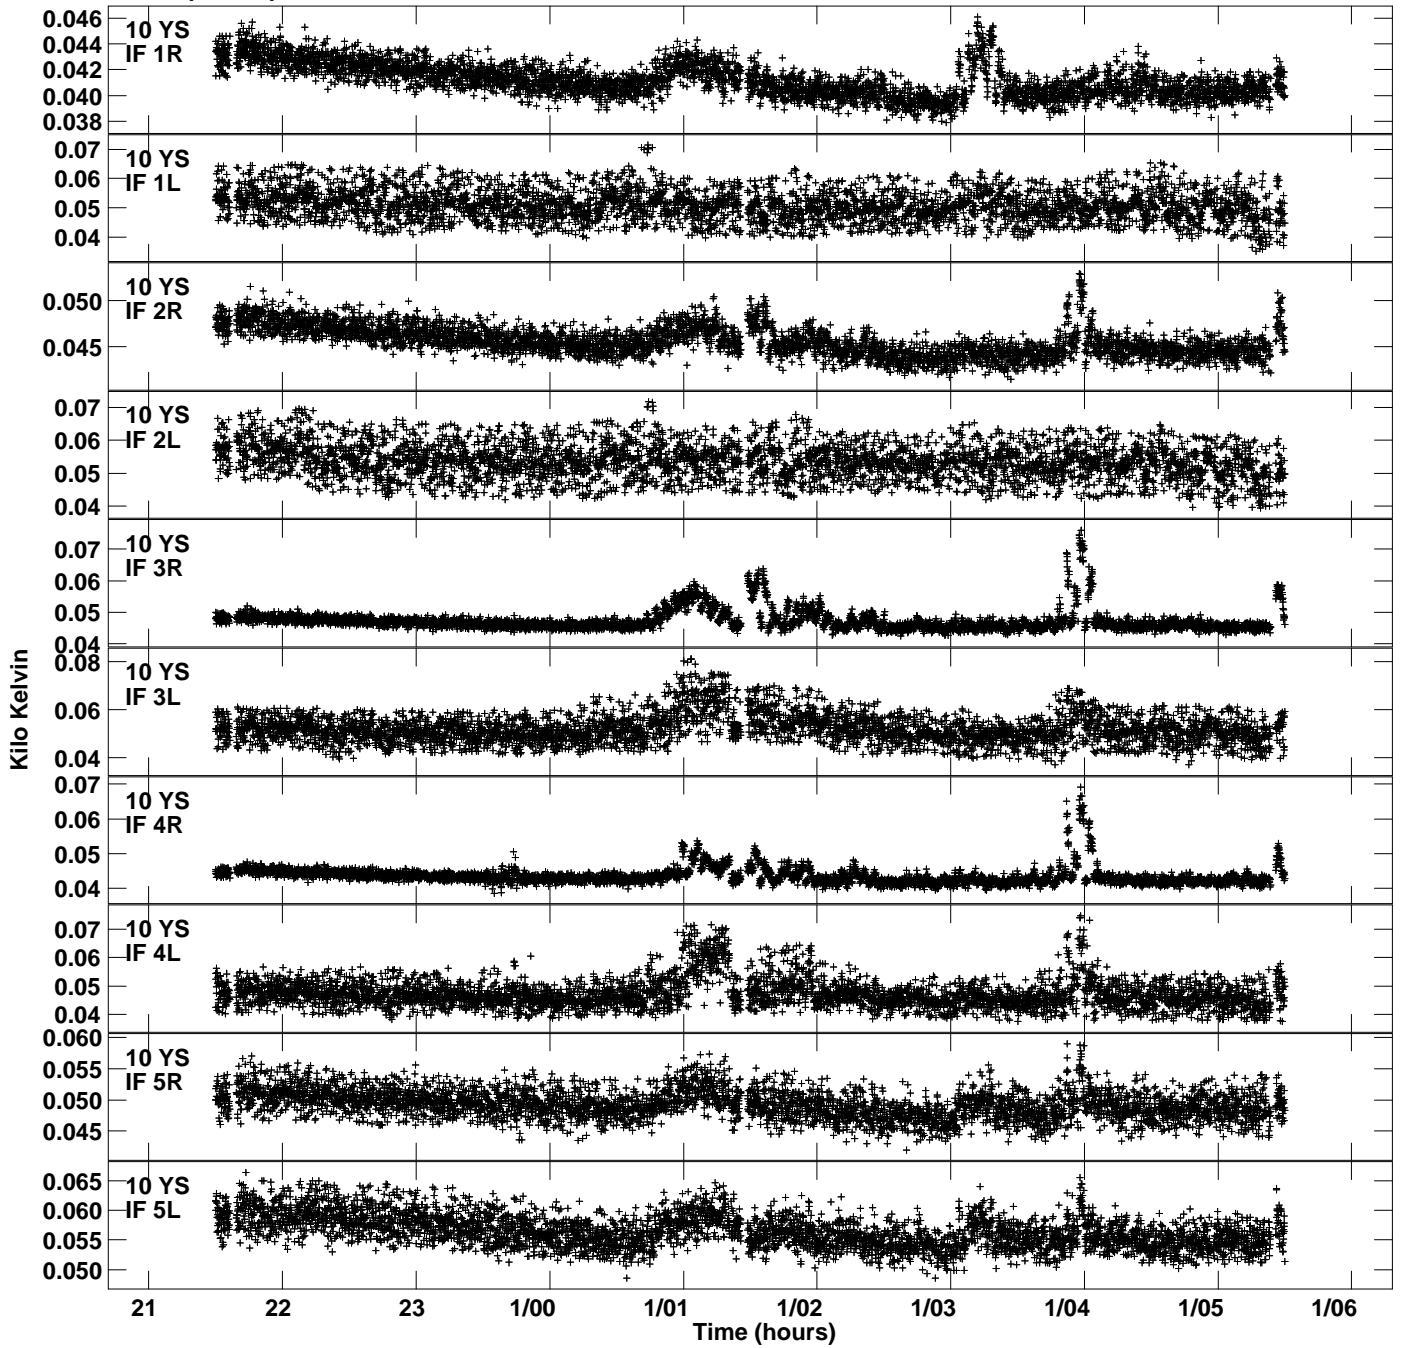 0.046
0.044
0.042
0.040
0.038
10 YS
IF 1R
0.07
0.06
0.05
0.04
10 YS
IF 1L
0.050
0.045
10 YS
IF 2R
0.07
0.06
0.05
0.04
10 YS
IF 2L
0.07
0.06
0.05
0.04
10 YS
IF 3R
0.08
0.06
0.04
10 YS
IF 3L
0.07
0.06
0.05
0.04
10 YS
IF 4R
0.07
0.06
0.05
0.04
10 YS
IF 4L
0.060
0.055
0.050
0.045
10 YS
IF 5R
0.065
0.060
0.055
0.050
10 YS
IF 5L
Kilo Kelvin
21 22 23 1/00 1/01 1/02 1/03 1/04 1/05 1/06
Time (hours)